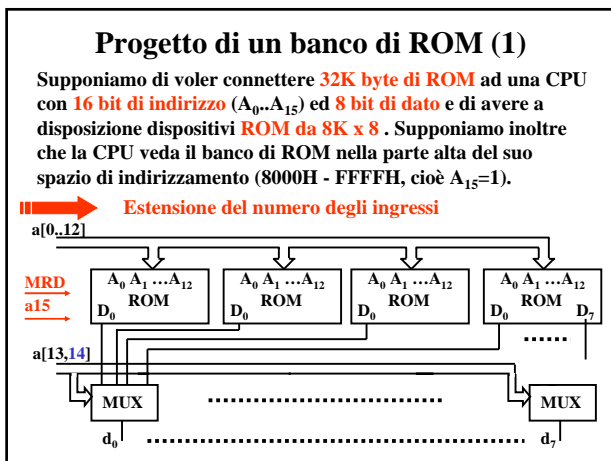 Progetto di un banco di ROM (1)
Supponiamo di voler connettere 32K byte di ROM ad una CPU
con 16 bit di indirizzo (A0..A15) ed 8 bit di dato e di avere a
disposizione dispositivi ROM da 8K x 8 . Supponiamo inoltre
che la CPU veda il banco di ROM nella parte alta del suo
spazio di indirizzamento (8000H - FFFFH, cioè A15=1).
Estensione del numero degli ingressi
a[0..12]
MRD
a15
A0 A1 …A12
ROM
D0
A0 A1 …A12
ROM
D0
A0 A1 …A12
ROM
D0
A0 A1 …A12
ROM
D0 D7
a[13,14]
MUX
MUX
d0
d7